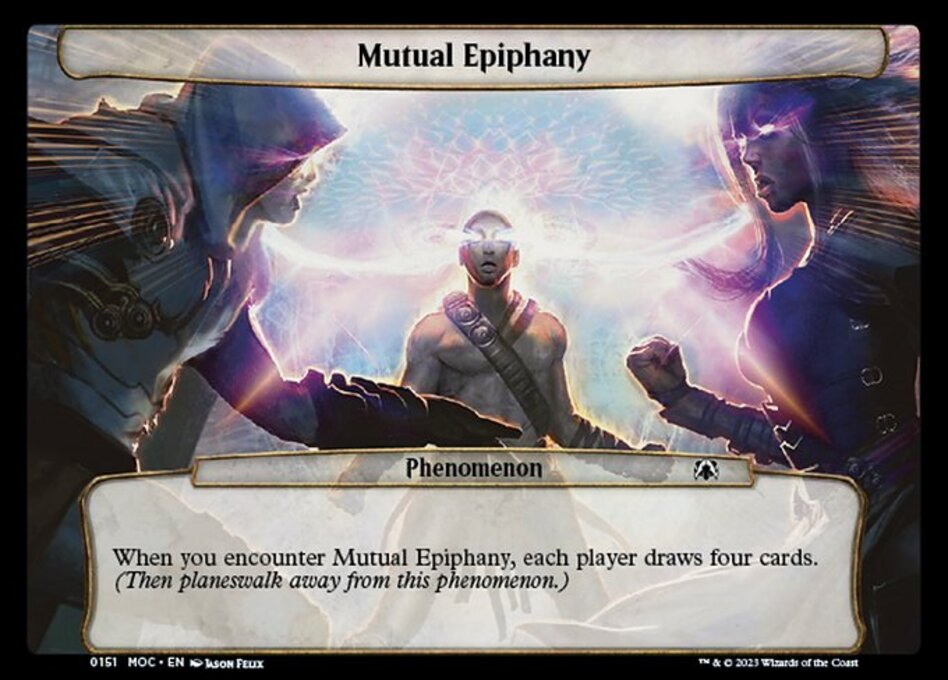 Mutual Epiphany
Phenomenon
When you encounter Mutual Epiphany, each player draws four cards.
(Then planeswalk away from this phenomenon.)
0151 MOC • EN Jason Felix
™ & © 2023 Wizards of the Coast